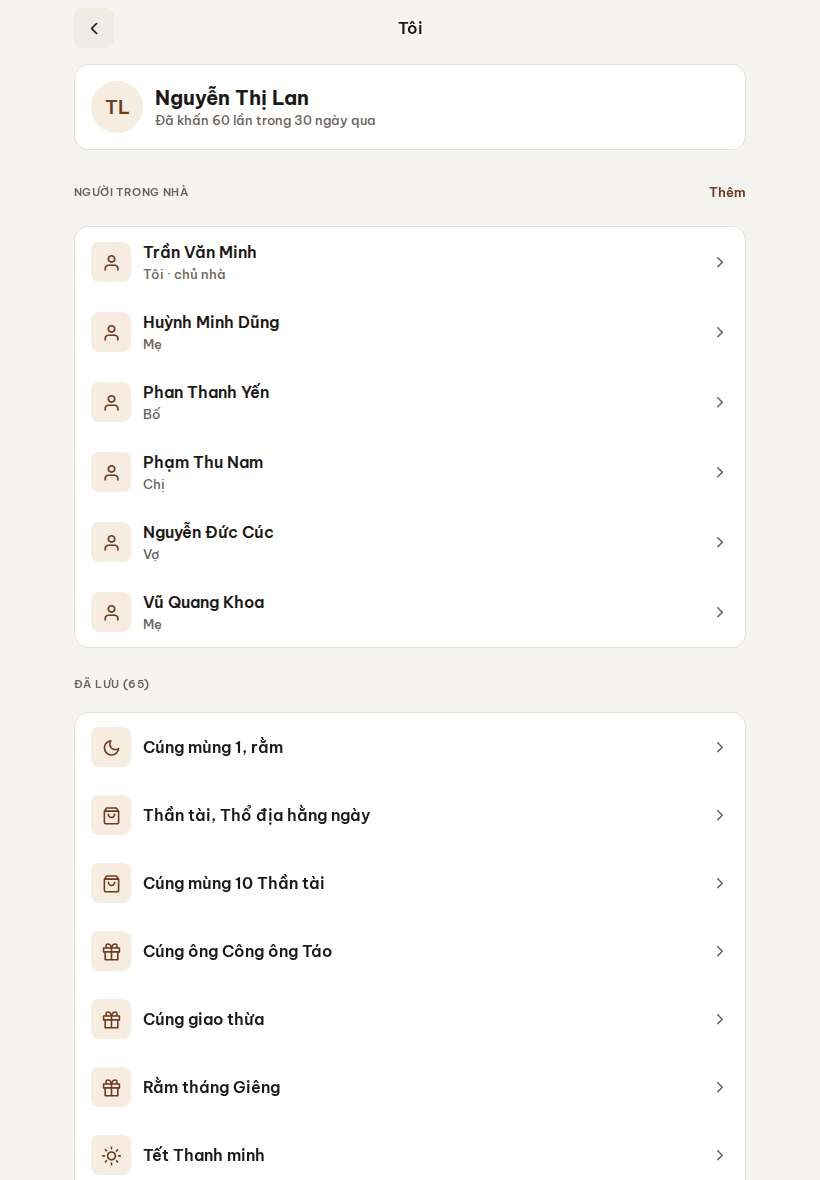 Tôi
TL
Nguyễn Thị Lan
Đã khấn 60 lần trong 30 ngày qua
NGƯỜI TRONG NHÀ
Thêm
Trần Văn Minh
Tôi · chủ nhà
Huỳnh Minh Dũng
Mẹ
Phan Thanh Yến
Bố
Phạm Thu Nam
Chị
Nguyễn Đức Cúc
Vợ
Vũ Quang Khoa
Mẹ
ĐÃ LƯU (65)
Cúng mùng 1, rằm
Thần tài, Thổ địa hằng ngày
Cúng mùng 10 Thần tài
Cúng ông Công ông Táo
Cúng giao thừa
Rằm tháng Giêng
Tết Thanh minh